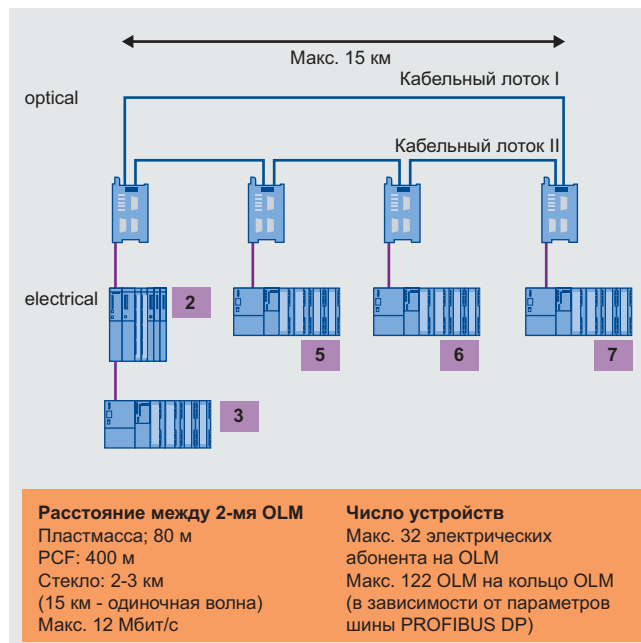 Макс. 15 км
Кабельный лоток I
optical
Кабельный лоток II
electrical
2
5
6
7
3
Расстояние между 2-мя OLM
Пластмасса; 80 м
PCF: 400 м
Стекло: 2-3 км
(15 км - одиночная волна)
Макс. 12 Мбит/с
Число устройств
Макс. 32 электрических
абонента на OLM
Макс. 122 OLM на кольцо OLM
(в зависимости от параметров
шины PROFIBUS DP)